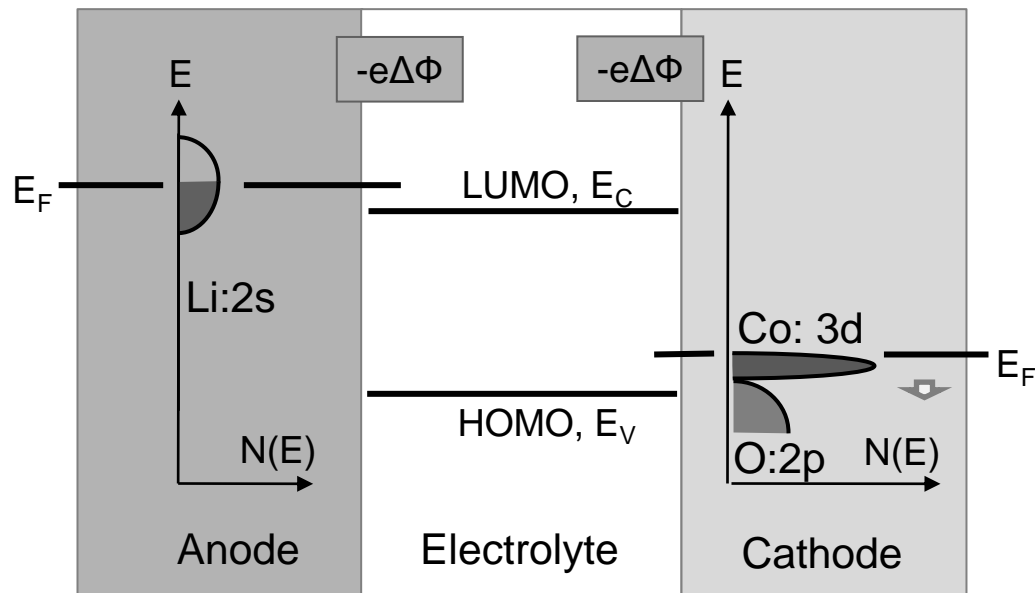 -eΔΦ
-eΔΦ
E
E
E_F
LUMO, E_C
Li:2s
Co: 3d
E_F
HOMO, E_V
N(E)
O:2p
N(E)
Anode
Electrolyte
Cathode